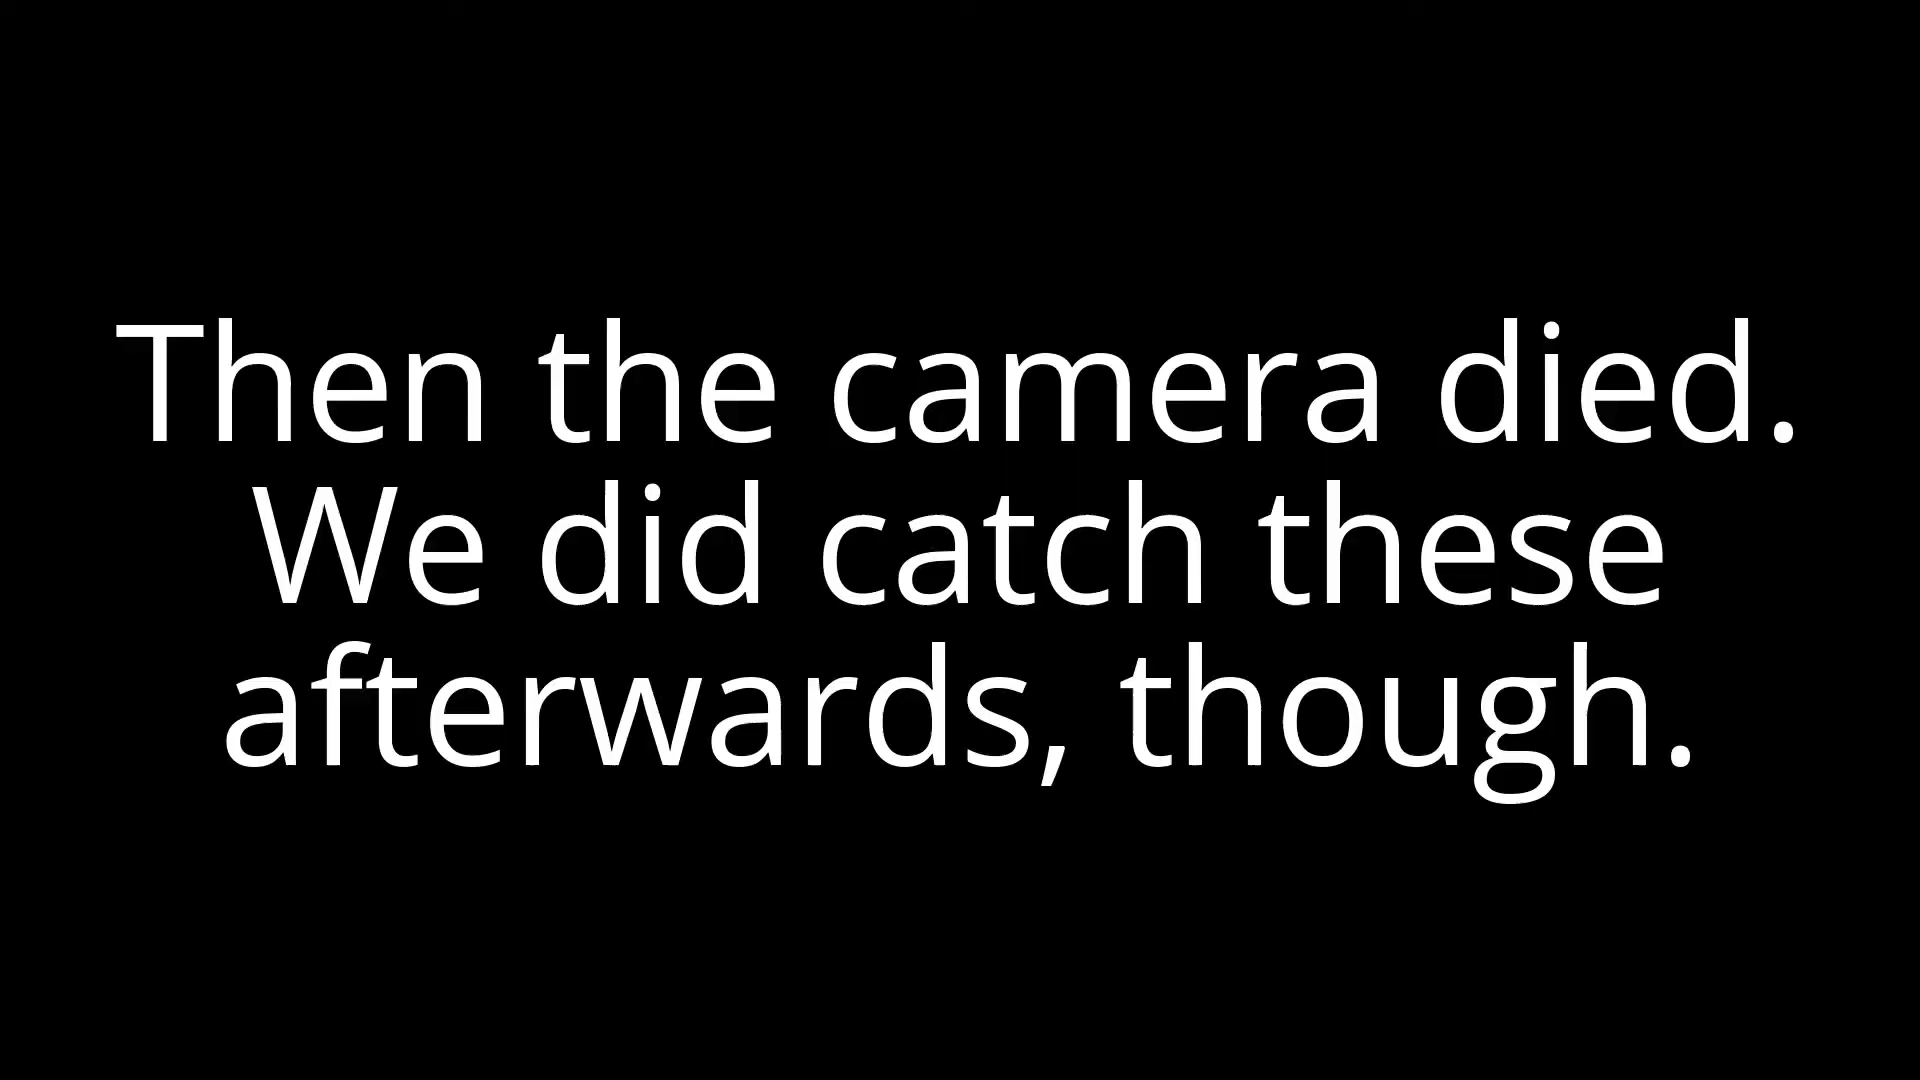 Then the camera died.
We did catch these
afterwards, though.